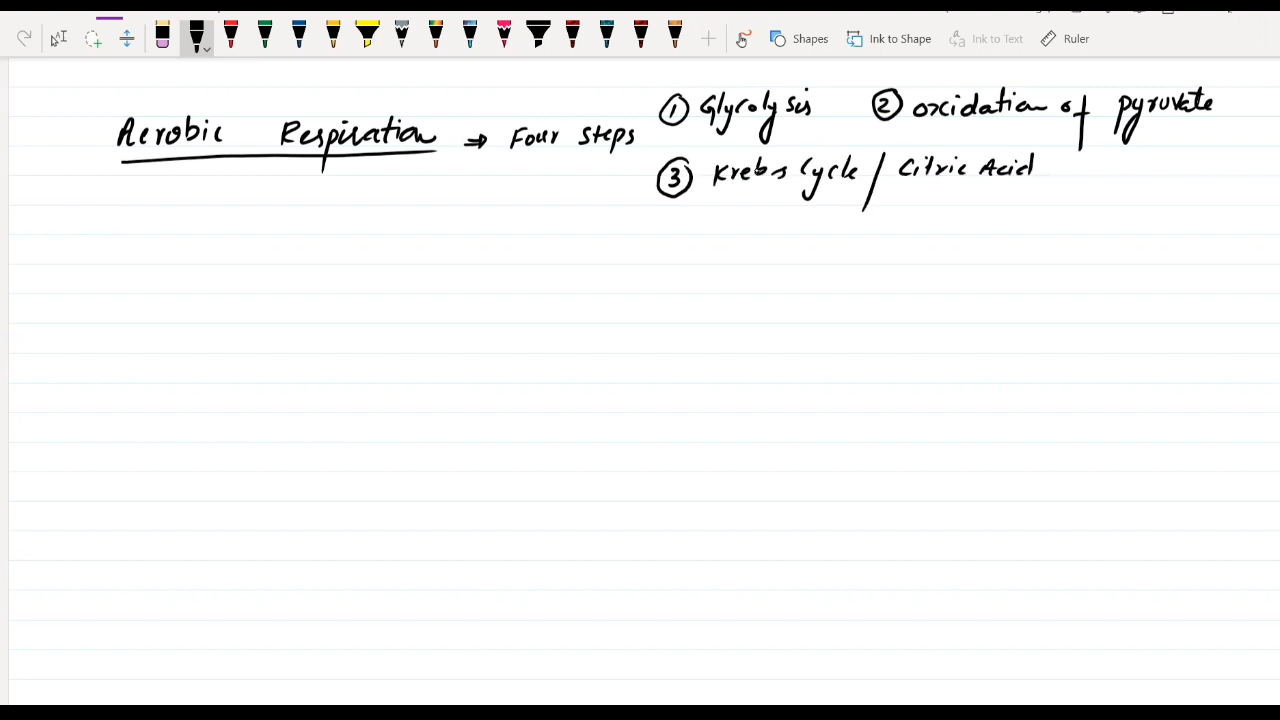 Shapes Ink to Shape Ink to Text Ruler
① Glycolysis ② oxidation of pyruvate
Aerobic Respiration ⇒ Four steps
③ Krebs Cycle / Citric Acid